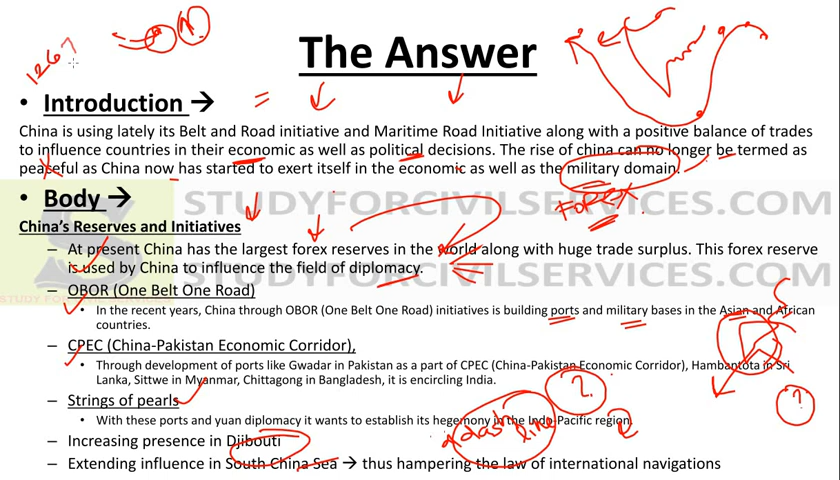 The Answer
1267
• Introduction →
China is using lately its Belt and Road initiative and Maritime Road Initiative along with a positive balance of trades
to influence countries in their economic as well as political decisions. The rise of china can no longer be termed as
peaceful as China now has started to exert itself in the economic as well as the military domain.
FOREX
• Body →
STUDYFORCIVILSERVICES.COM
China's Reserves and Initiatives
– At present China has the largest forex reserves in the world along with huge trade surplus. This forex reserve
is used by China to influence the field of diplomacy.
STUDYFORCIVILSERVICES.COM
STUDY FOR CIVIL SERVICES
– OBOR (One Belt One Road)
• In the recent years, China through OBOR (One Belt One Road) initiatives is building ports and military bases in the Asian and African
countries.
– CPEC (China-Pakistan Economic Corridor),
• Through development of ports like Gwadar in Pakistan as a part of CPEC (China-Pakistan Economic Corridor), Hambantota in Sri
Lanka, Sittwe in Myanmar, Chittagong in Bangladesh, it is encircling India.
?
?
– Strings of pearls
• With these ports and yuan diplomacy it wants to establish its hegemony in the Indo-Pacific region.
dash line
– Increasing presence in Djibouti
– Extending influence in South China Sea → thus hampering the law of international navigations